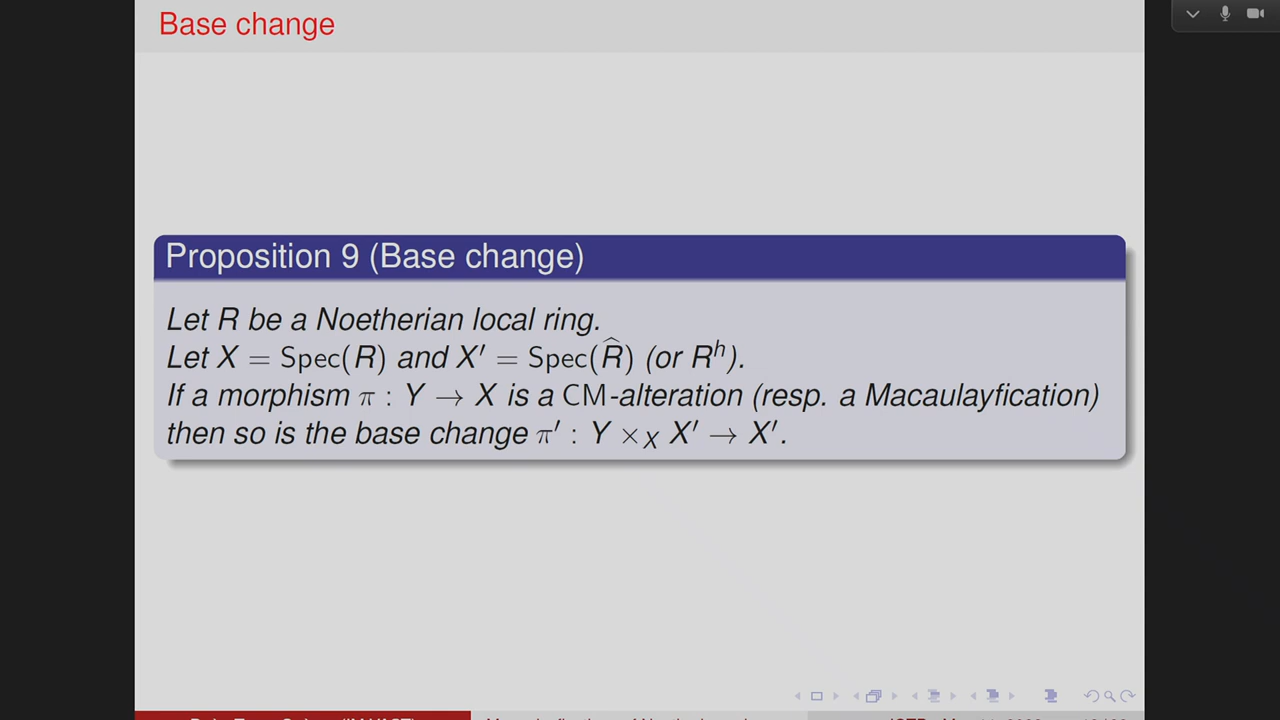 Base change
Proposition 9 (Base change)
Let R be a Noetherian local ring.
Let X = Spec(R) and X′ = Spec(R̂) (or Rʰ).
If a morphism π : Y → X is a CM-alteration (resp. a Macaulayfication)
then so is the base change π′ : Y ×_X X′ → X′.